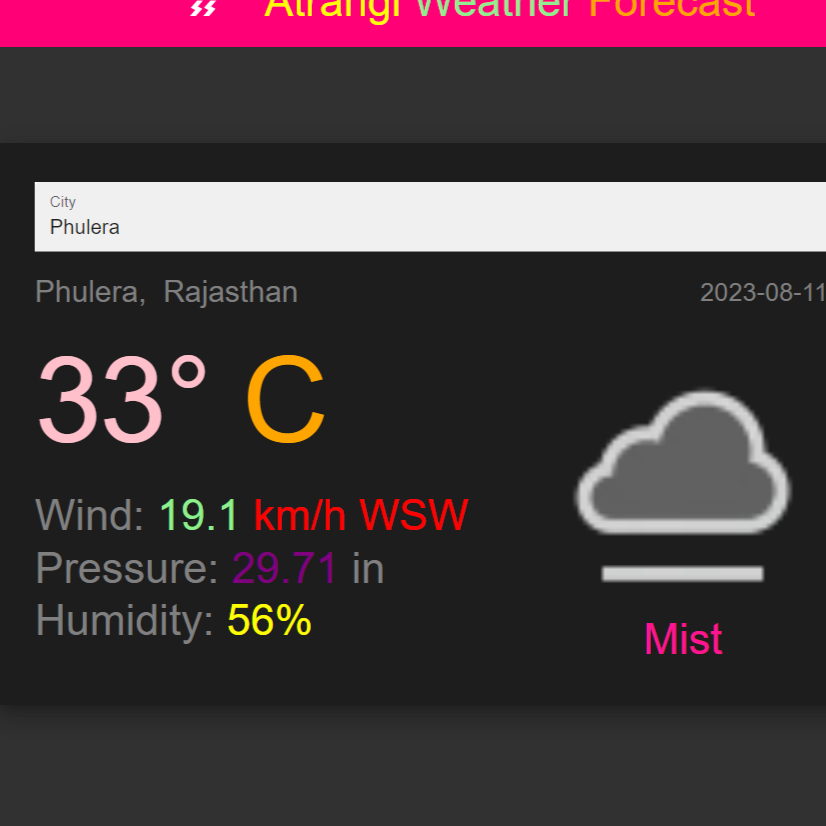 Atrangi Weather Forecast
City
Phulera
Phulera, Rajasthan
2023-08-11
33° C
Wind: 19.1 km/h WSW
Pressure: 29.71 in
Humidity: 56%
Mist